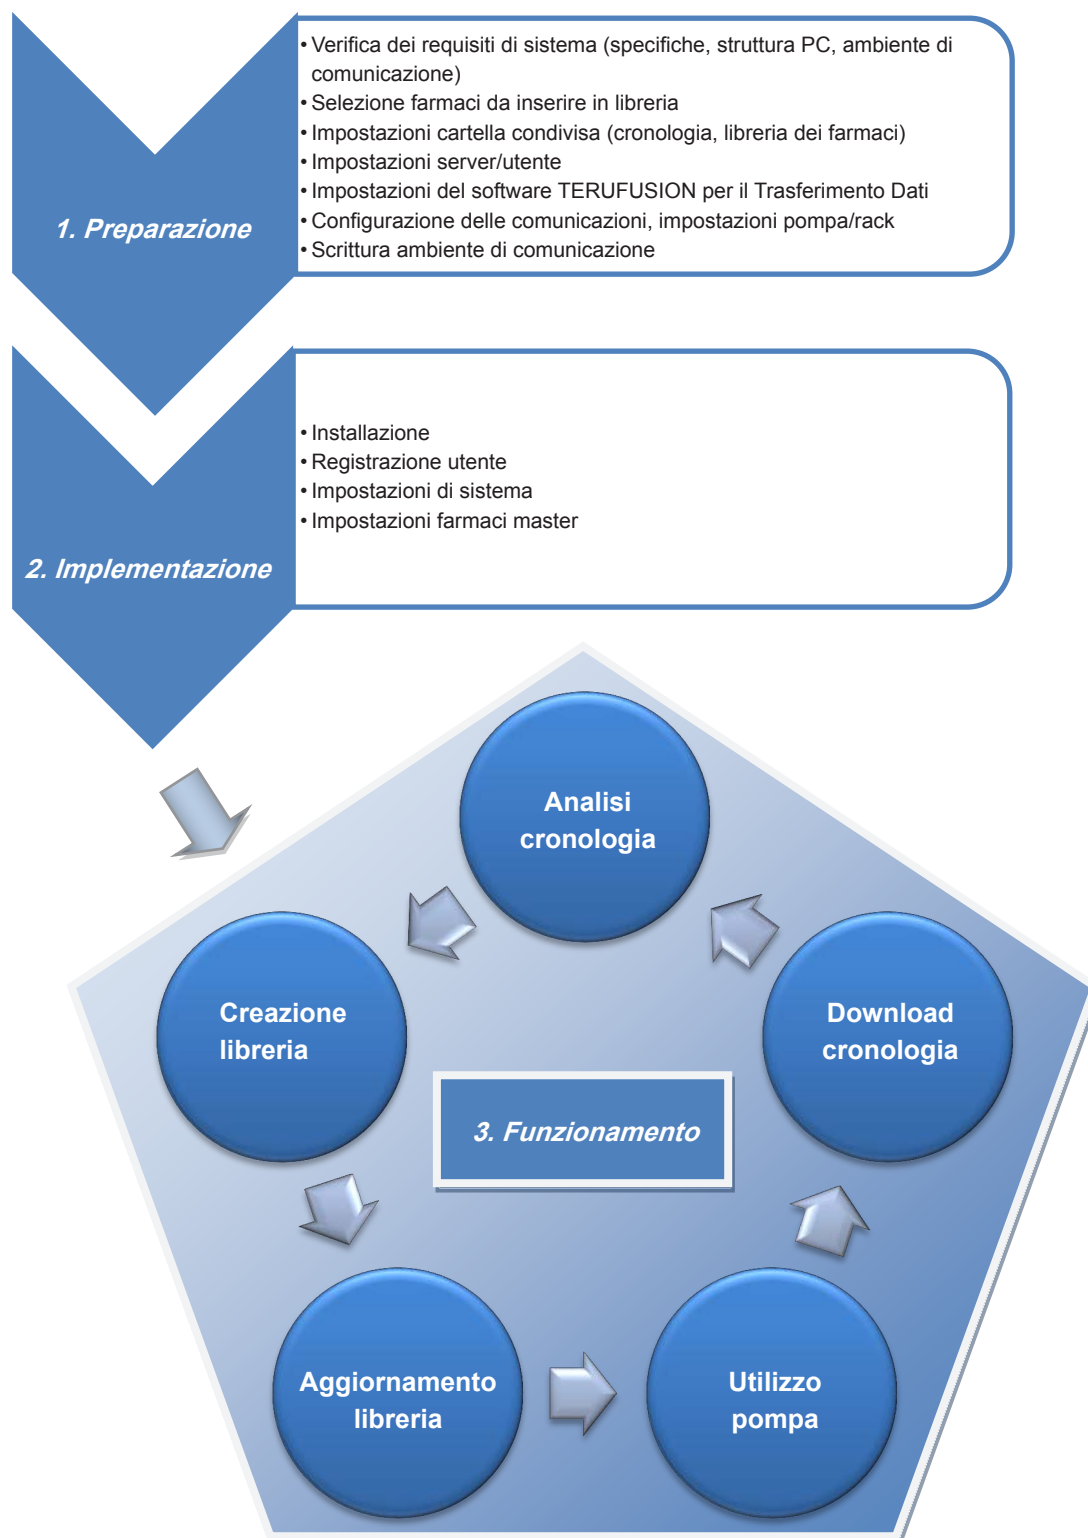 • Verifica dei requisiti di sistema (specifiche, struttura PC, ambiente di
comunicazione)
• Selezione farmaci da inserire in libreria
• Impostazioni cartella condivisa (cronologia, libreria dei farmaci)
• Impostazioni server/utente
• Impostazioni del software TERUFUSION per il Trasferimento Dati
• Configurazione delle comunicazioni, impostazioni pompa/rack
• Scrittura ambiente di comunicazione
1. Preparazione
• Installazione
• Registrazione utente
• Impostazioni di sistema
• Impostazioni farmaci master
2. Implementazione
Analisi
cronologia
Creazione
libreria
Download
cronologia
3. Funzionamento
Aggiornamento
libreria
Utilizzo
pompa